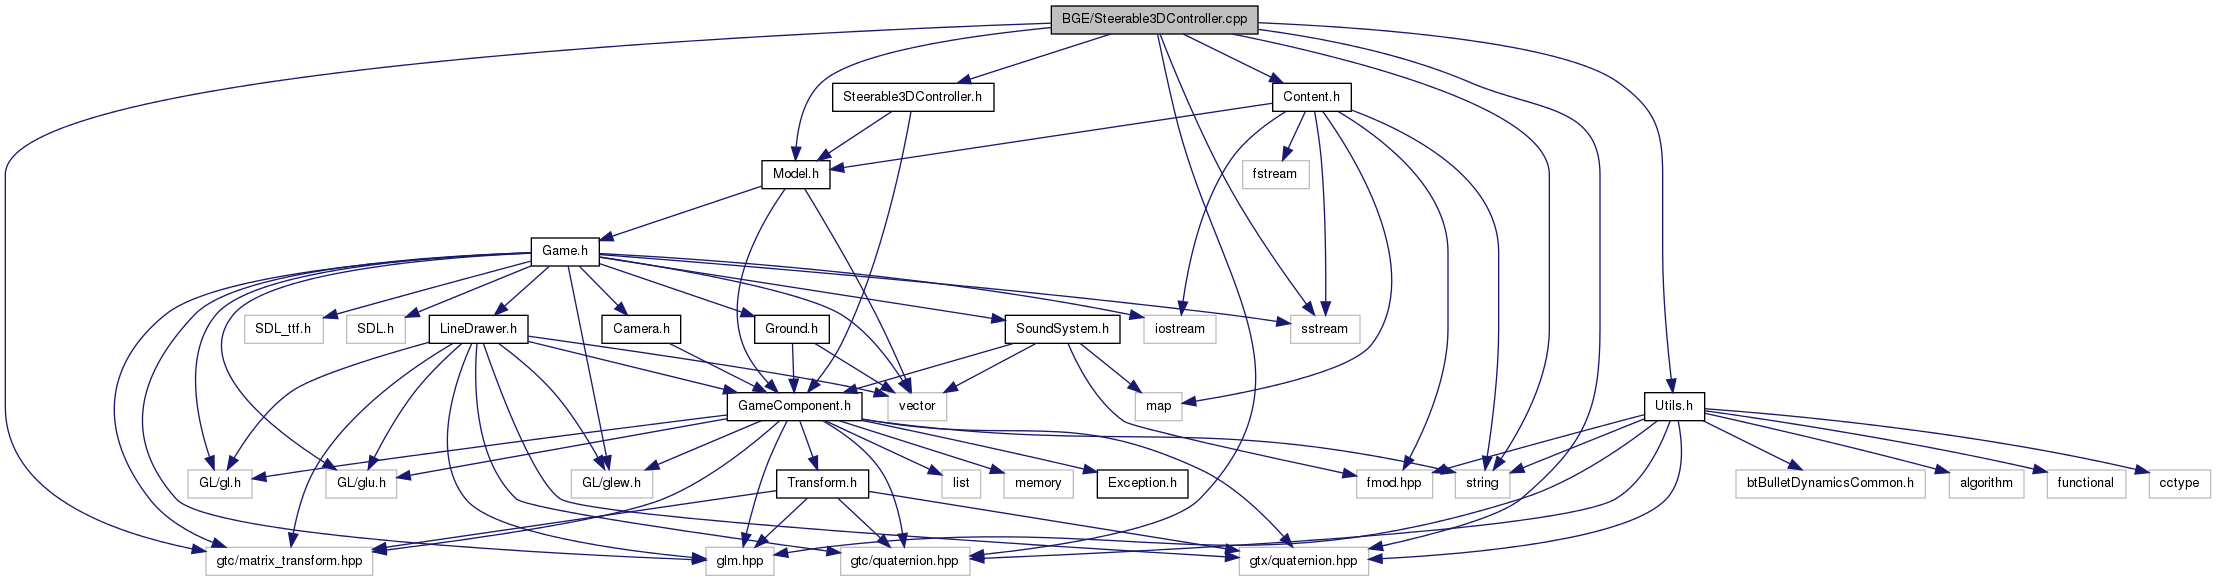 BGE/Steerable3DController.cpp
Steerable3DController.h
Content.h
Model.h
fstream
Game.h
SDL_ttf.h
SDL.h
LineDrawer.h
Camera.h
Ground.h
SoundSystem.h
iostream
sstream
GameComponent.h
vector
map
Utils.h
GL/gl.h
GL/glu.h
GL/glew.h
Transform.h
list
memory
Exception.h
fmod.hpp
string
btBulletDynamicsCommon.h
algorithm
functional
cctype
gtc/matrix_transform.hpp
glm.hpp
gtc/quaternion.hpp
gtx/quaternion.hpp